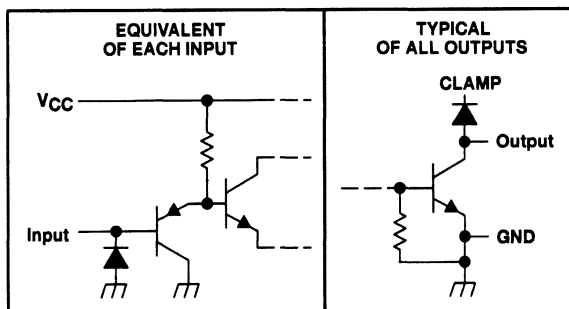 EQUIVALENT
OF EACH INPUT
VCC
Input
TYPICAL
OF ALL OUTPUTS
CLAMP
Output
GND